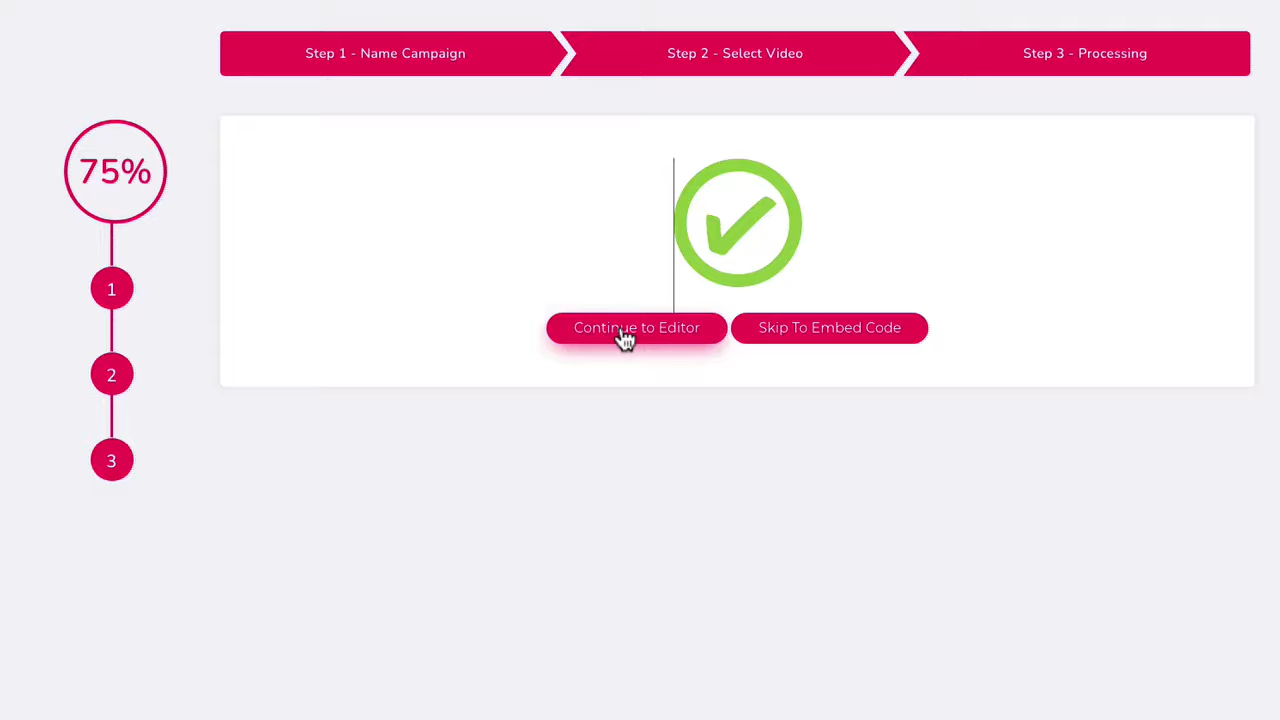 Step 1 - Name Campaign
Step 2 - Select Video
Step 3 - Processing
75%
1
2
3
Continue to Editor
Skip To Embed Code